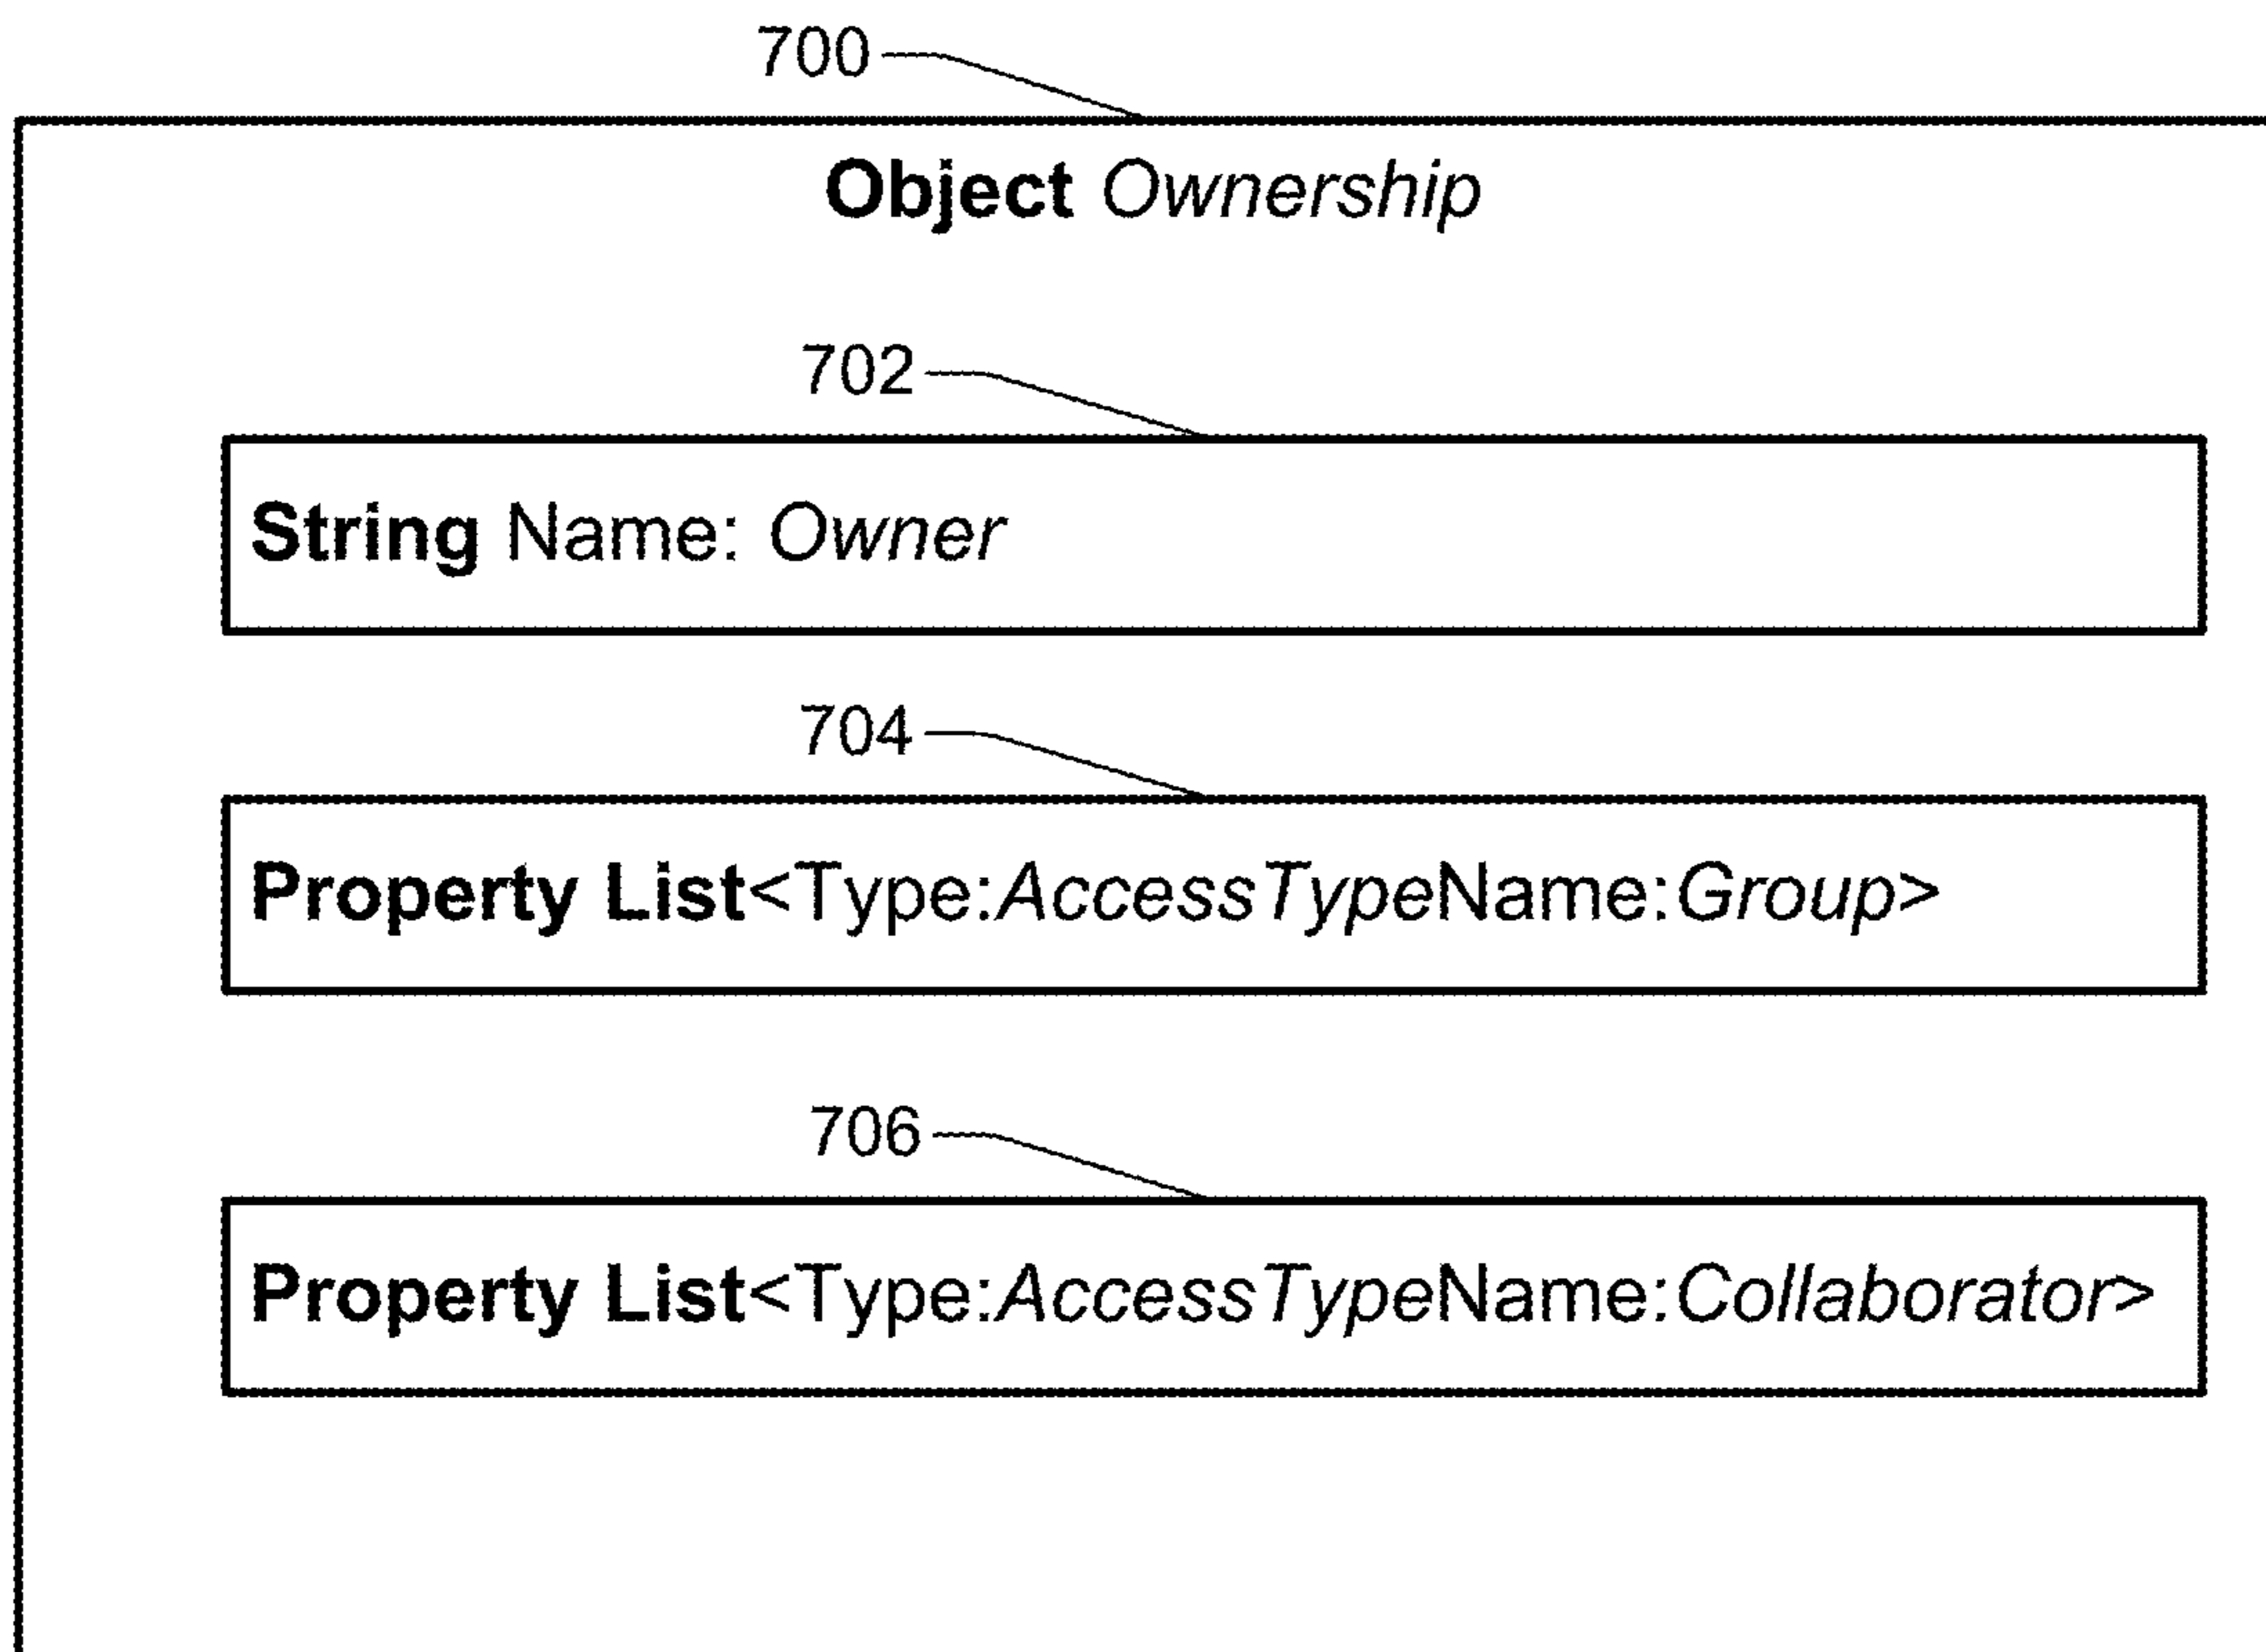 700
Object Ownership
702
String Name: Owner
704
Property List<Type:AccessTypeName:Group>
706
Property List<Type:AccessTypeName:Collaborator>